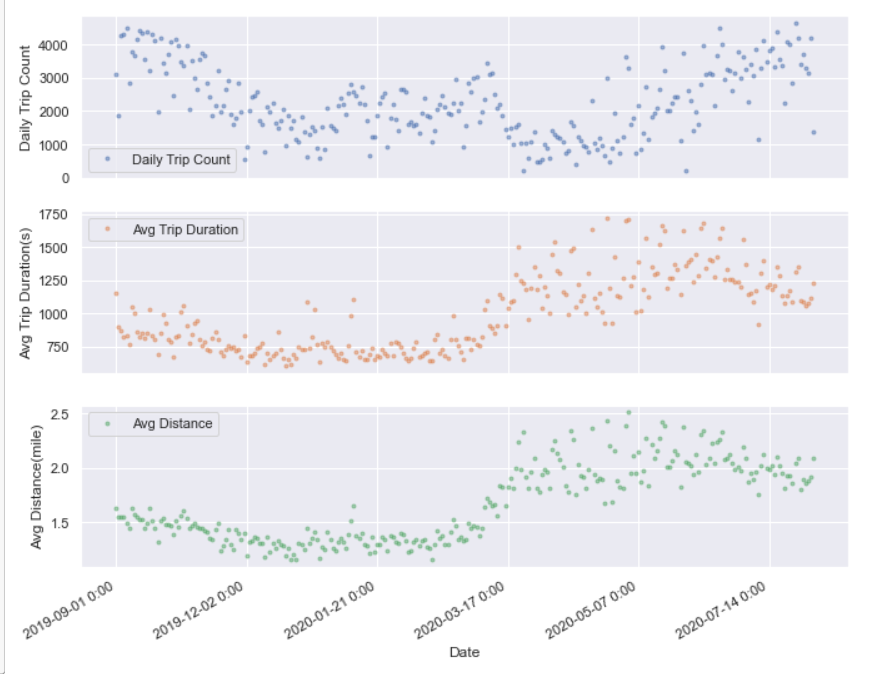 Daily Trip Count
4000
3000
2000
1000
0
Daily Trip Count
Avg Trip Duration(s)
1750
1500
1250
1000
750
Avg Trip Duration
Avg Distance(mile)
2.5
2.0
1.5
Avg Distance
2019-09-01 0:00
2019-12-02 0:00
2020-01-21 0:00
2020-03-17 0:00
2020-05-07 0:00
2020-07-14 0:00
Date